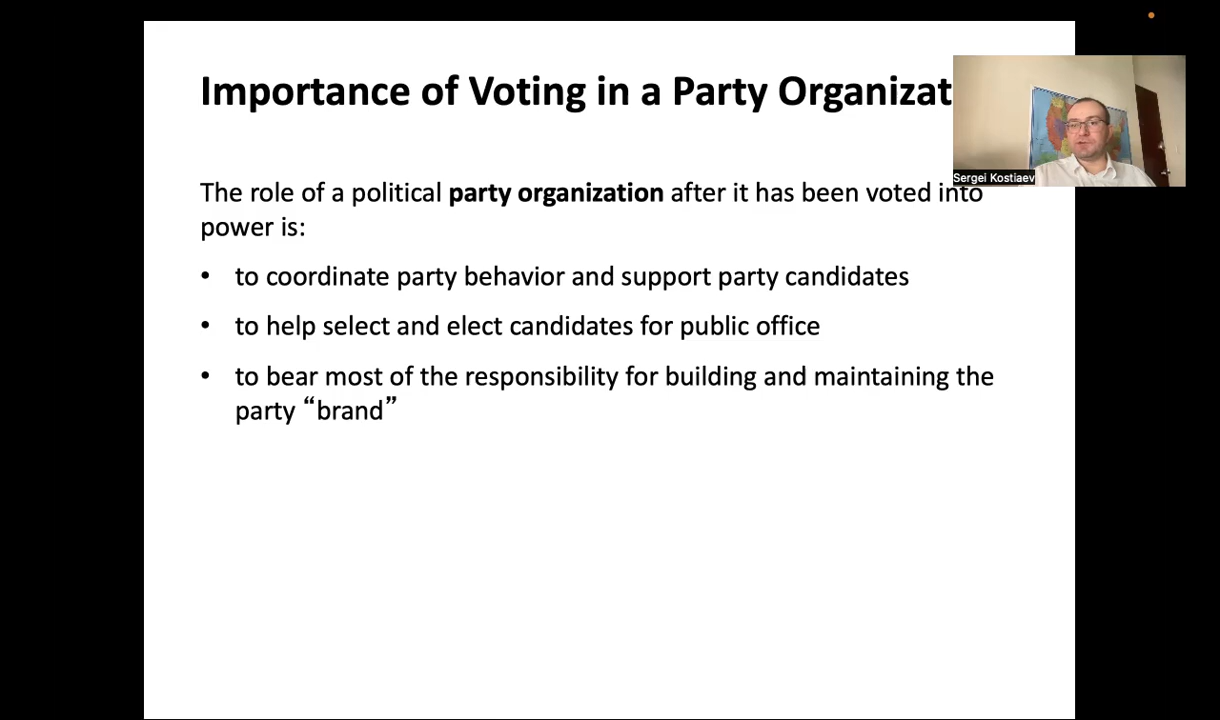 Importance of Voting in a Party Organizat
Sergei Kostiaev
The role of a political party organization after it has been voted into
power is:
• to coordinate party behavior and support party candidates
• to help select and elect candidates for public office
• to bear most of the responsibility for building and maintaining the
party “brand”